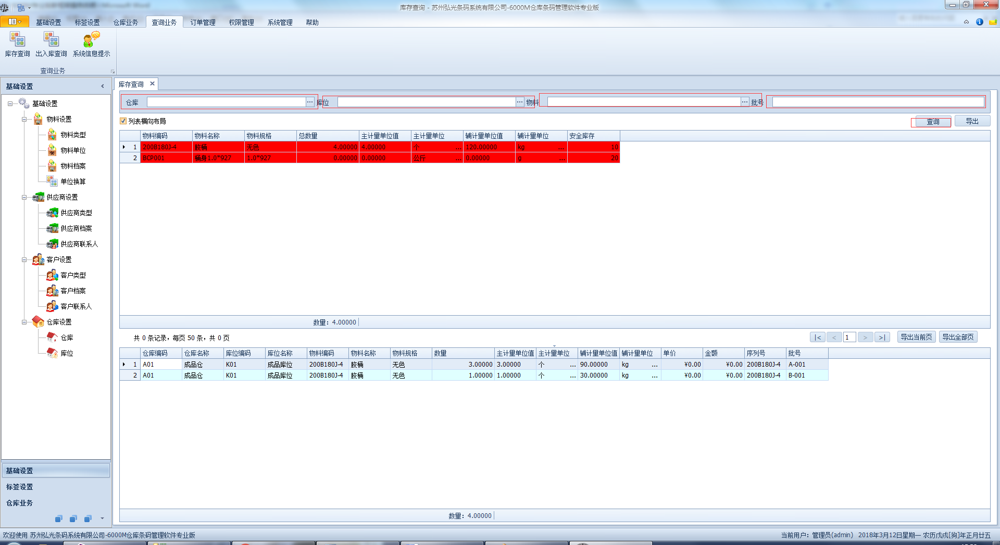 库存查询 - 苏州弘光条码系统有限公司-6000M仓库条码管理软件专业版
基础设置 标签设置 仓库业务 查询业务 订单管理 权限管理 系统管理 帮助
库存查询 出入库查询 系统信息提示
查询业务
基础设置
基础设置
物料设置
物料类型
物料单位
物料档案
单位换算
供应商设置
供应商类型
供应商档案
供应商联系人
客户设置
客户类型
客户档案
客户联系人
仓库设置
仓库
库位
基础设置
标签设置
仓库业务
库存查询
仓库 ... 库位 ... 物料 ... 批号
列表横向布局 查询 导出
物料编码 物料名称 物料规格 总数量 主计量单位值 主计量单位 辅计量单位值 辅计量单位 安全库存
1 200B180J-4 胶桶 无色 4.00000 4.00000 个 ... 120.00000 kg ... 10
2 BCP001 桶身1.0*927 1.0*927 0.00000 0.00000 公斤 ... 0.00000 g ... 20
数量: 4.00000
共 0 条记录，每页 50 条，共 0 页 |< < 1 > >| 导出当前页 导出全部页
仓库编码 仓库名称 库位编码 库位名称 物料编码 物料名称 物料规格 数量 主计量单位值 主计量单位 辅计量单位值 辅计量单位 单价 金额 序列号 批号
1 A01 成品仓 K01 成品库位 200B180J-4 胶桶 无色 3.00000 3.00000 个 ... 90.00000 kg ... ¥0.00 ¥0.00 200B180J-4 A-001
2 A01 成品仓 K01 成品库位 200B180J-4 胶桶 无色 1.00000 1.00000 个 ... 30.00000 kg ... ¥0.00 ¥0.00 200B180J-4 B-001
数量: 4.00000
欢迎使用 苏州弘光条码系统有限公司-6000M仓库条码管理软件专业版 当前用户: 管理员(admin) 2018年3月12日星期一 农历戊戌[狗]年正月廿五